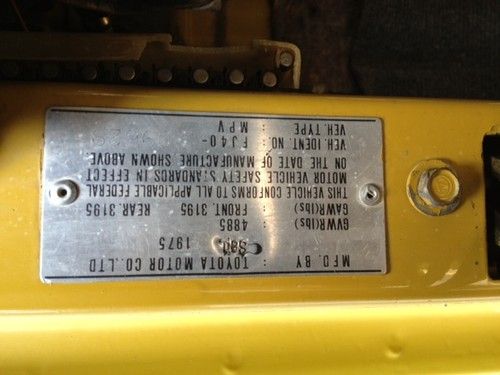 MFD. BY : TOYOTA MOTOR CO.,LTD
Sep. 1975
GVWR(lbs) : 4885
GAWR(lbs) FRONT.3195 REAR.3195
THIS VEHICLE CONFORMS TO ALL APPLICABLE FEDERAL
MOTOR VEHICLE SAFETY STANDARDS IN EFFECT
ON THE DATE OF MANUFACTURE SHOWN ABOVE
VEH. IDENT. NO.: FJ40-
VEH. TYPE : MPV